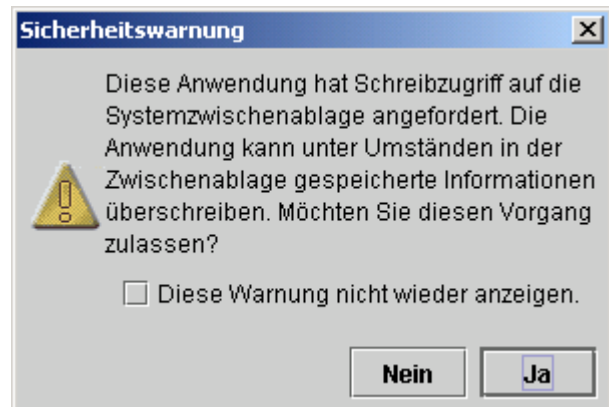 Sicherheitswarnung
Diese Anwendung hat Schreibzugriff auf die
Systemzwischenablage angefordert. Die
Anwendung kann unter Umständen in der
Zwischenablage gespeicherte Informationen
überschreiben. Möchten Sie diesen Vorgang
zulassen?
Diese Warnung nicht wieder anzeigen.
Nein Ja